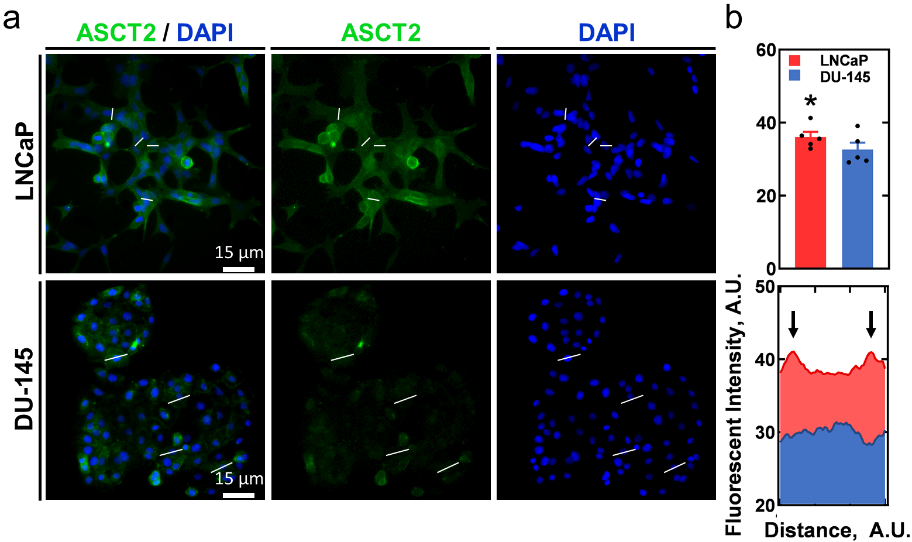 a
ASCT2 / DAPI
ASCT2
DAPI
LNCaP
15 µm
DU-145
15 µm
b
60
40
20
0
LNCaP
DU-145
*
50
40
30
20
Fluorescent Intensity, A.U.
Distance, A.U.